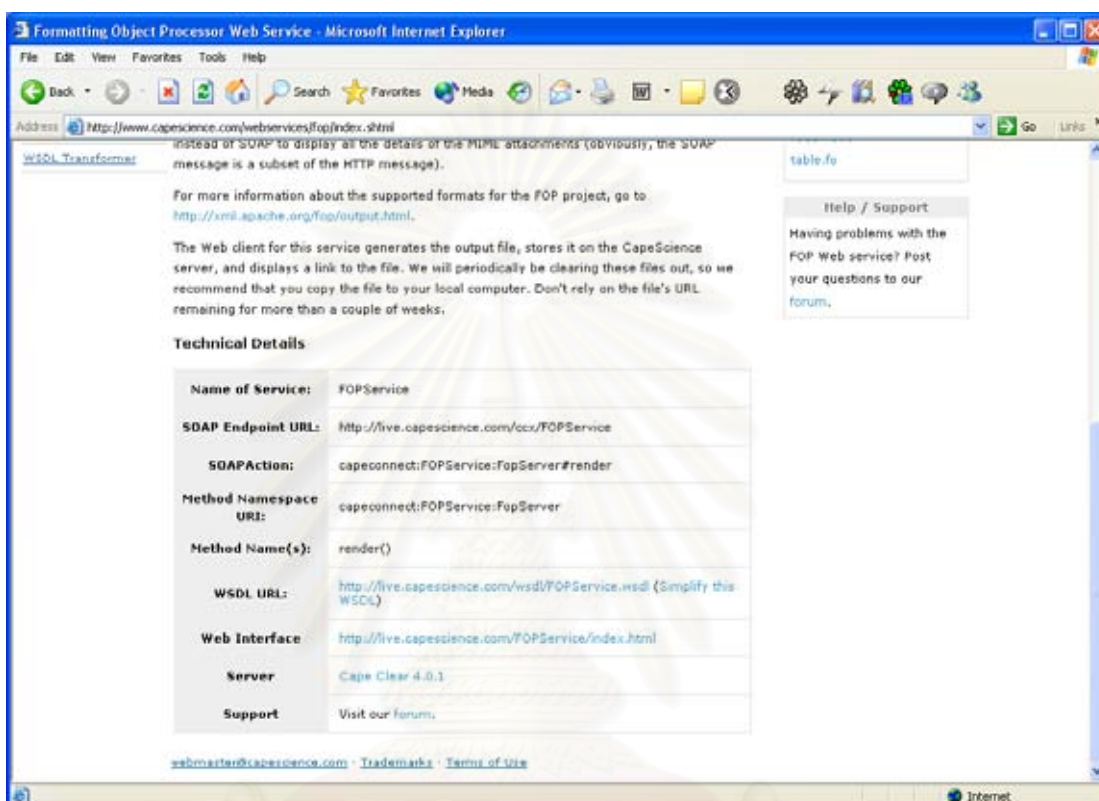 Formatting Object Processor Web Service - Microsoft Internet Explorer
File Edit View Favorites Tools Help
Back Search Favorites Media
Address http://www.capescience.com/webservices/fop/index.shtml Go Links
WSDL Transformer
instead of SOAP to display all the details of the MIME attachments (obviously, the SOAP
message is a subset of the HTTP message).
For more information about the supported formats for the FOP project, go to
http://xml.apache.org/fop/output.html.
The Web client for this service generates the output file, stores it on the CapeScience
server, and displays a link to the file. We will periodically be clearing these files out, so we
recommend that you copy the file to your local computer. Don't rely on the file's URL
remaining for more than a couple of weeks.
Technical Details
Name of Service: FOPService
SOAP Endpoint URL: http://live.capescience.com/ccx/FOPService
SOAPAction: capeconnect:FOPService:FopServer#render
Method Namespace
URI: capeconnect:FOPService:FopServer
Method Name(s): render()
WSDL URL: http://live.capescience.com/wsdl/FOPService.wsdl (Simplify this
WSDL)
Web Interface http://live.capescience.com/FOPService/index.html
Server Cape Clear 4.0.1
Support Visit our forum.
webmaster@capescience.com · Trademarks · Terms of Use
table.fo
Help / Support
Having problems with the
FOP Web service? Post
your questions to our
forum.
Internet